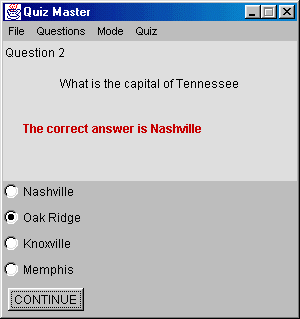 Quiz Master
File Questions Mode Quiz
Question 2
What is the capital of Tennessee
The correct answer is Nashville
Nashville
Oak Ridge
Knoxville
Memphis
CONTINUE